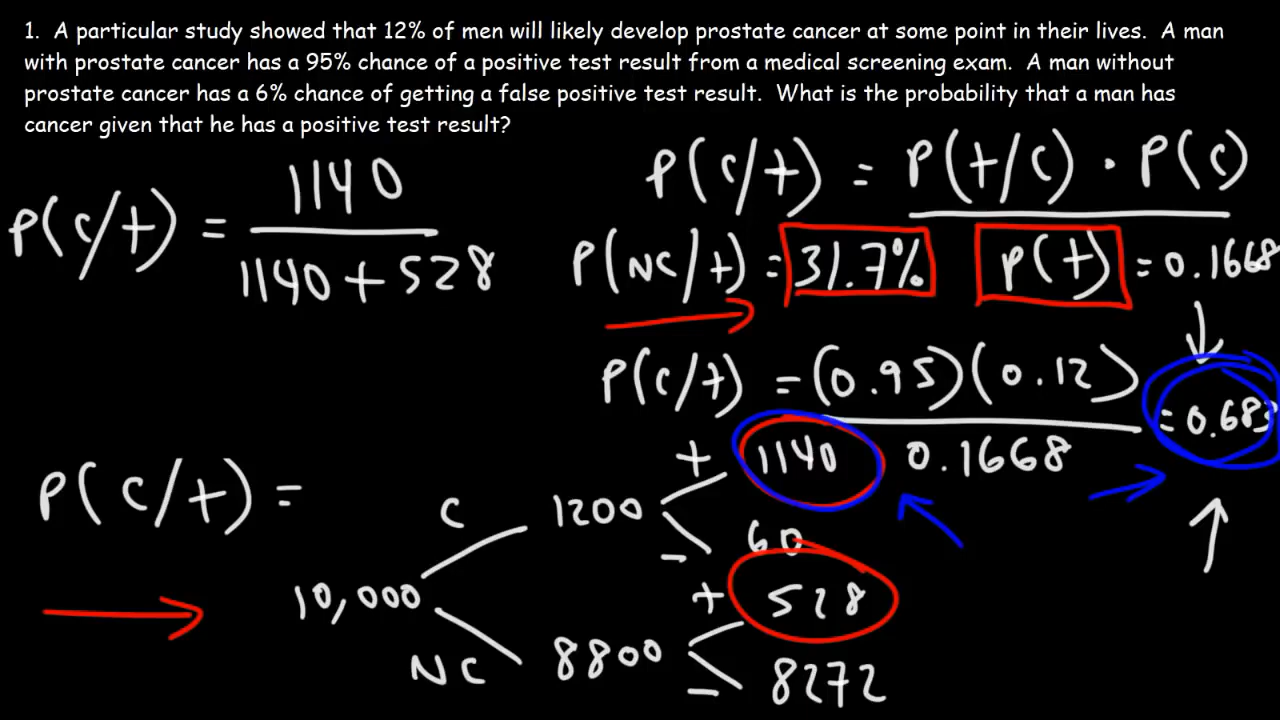 1. A particular study showed that 12% of men will likely develop prostate cancer at some point in their lives. A man
with prostate cancer has a 95% chance of a positive test result from a medical screening exam. A man without
prostate cancer has a 6% chance of getting a false positive test result. What is the probability that a man has
cancer given that he has a positive test result?
P(C/+) = 1140
1140 + 528
P(C/+) = P(+/C) · P(C)
P(+) = 0.1668
P(NC/+) = 31.7%
P(C/+) = (0.95)(0.12) = 0.683
0.1668
P(C/+) =
10,000
C 1200
+ 1140
- 60
NC 8800
+ 528
- 8272